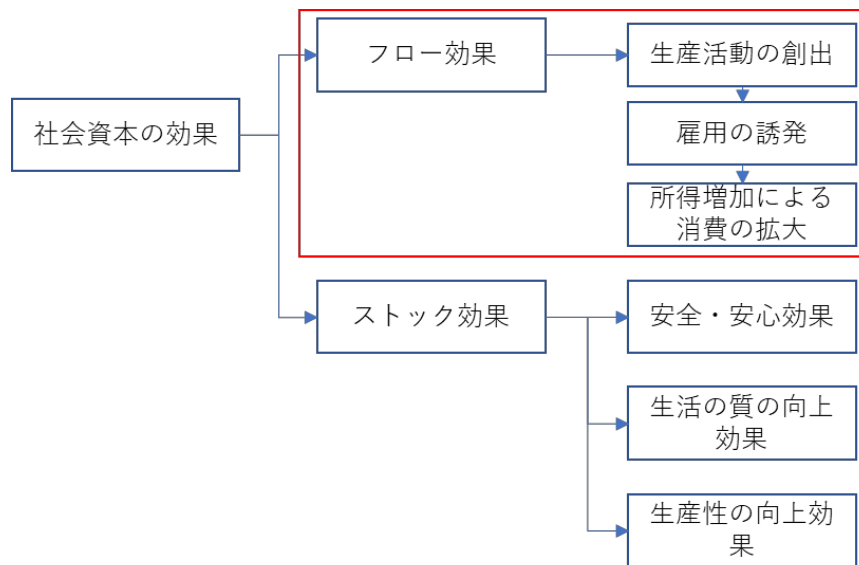 フロー効果
生産活動の創出
社会資本の効果
雇用の誘発
所得増加による
消費の拡大
ストック効果
安全・安心効果
生活の質の向上
効果
生産性の向上効
果